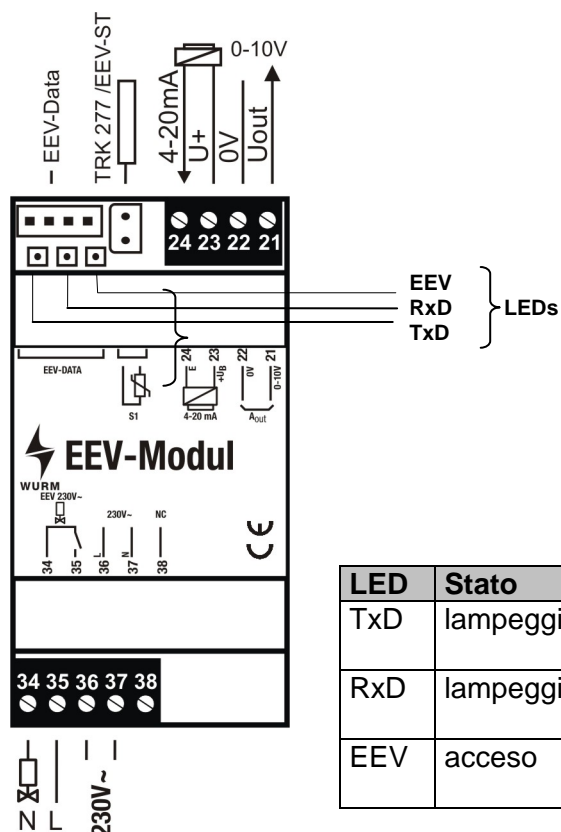 EEV-Data
TRK 277 /EEV-ST
4-20mA
U+
0V
Uout
0-10V
24 23 22 21
EEV
RxD
TxD
LEDs
EEV-DATA
S1
24
E
23
+UB
4-20 mA
22
0V
21
0-10V
Aout
EEV-Modul
WURM
EEV 230V~
230V~
NC
34
35
L
36
N
37
38
CE
34 35 36 37 38
N L
230V~
LED Stato
TxD lampeggi
RxD lampeggi
EEV acceso